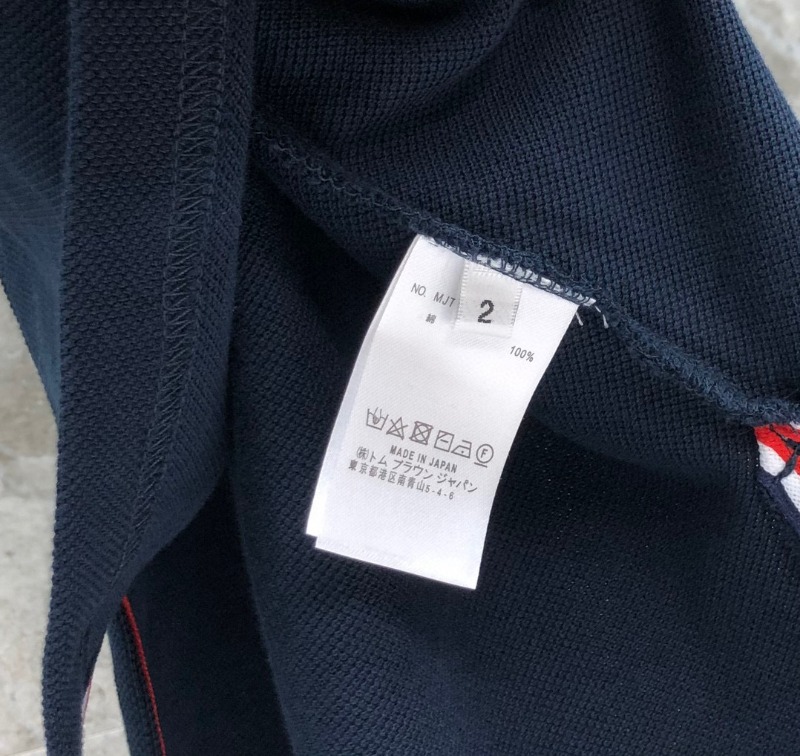 NO. MJT
2
綿
100%
F
MADE IN JAPAN
㈱トム ブラウン ジャパン
東京都港区南青山5-4-6